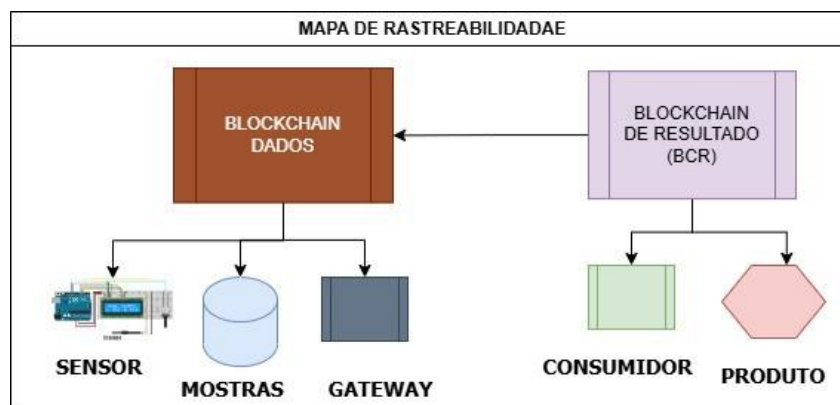 MAPA DE RASTREABILIDADAE
BLOCKCHAIN
DADOS
BLOCKCHAIN
DE RESULTADO
(BCR)
SENSOR
MOSTRAS
GATEWAY
CONSUMIDOR
PRODUTO